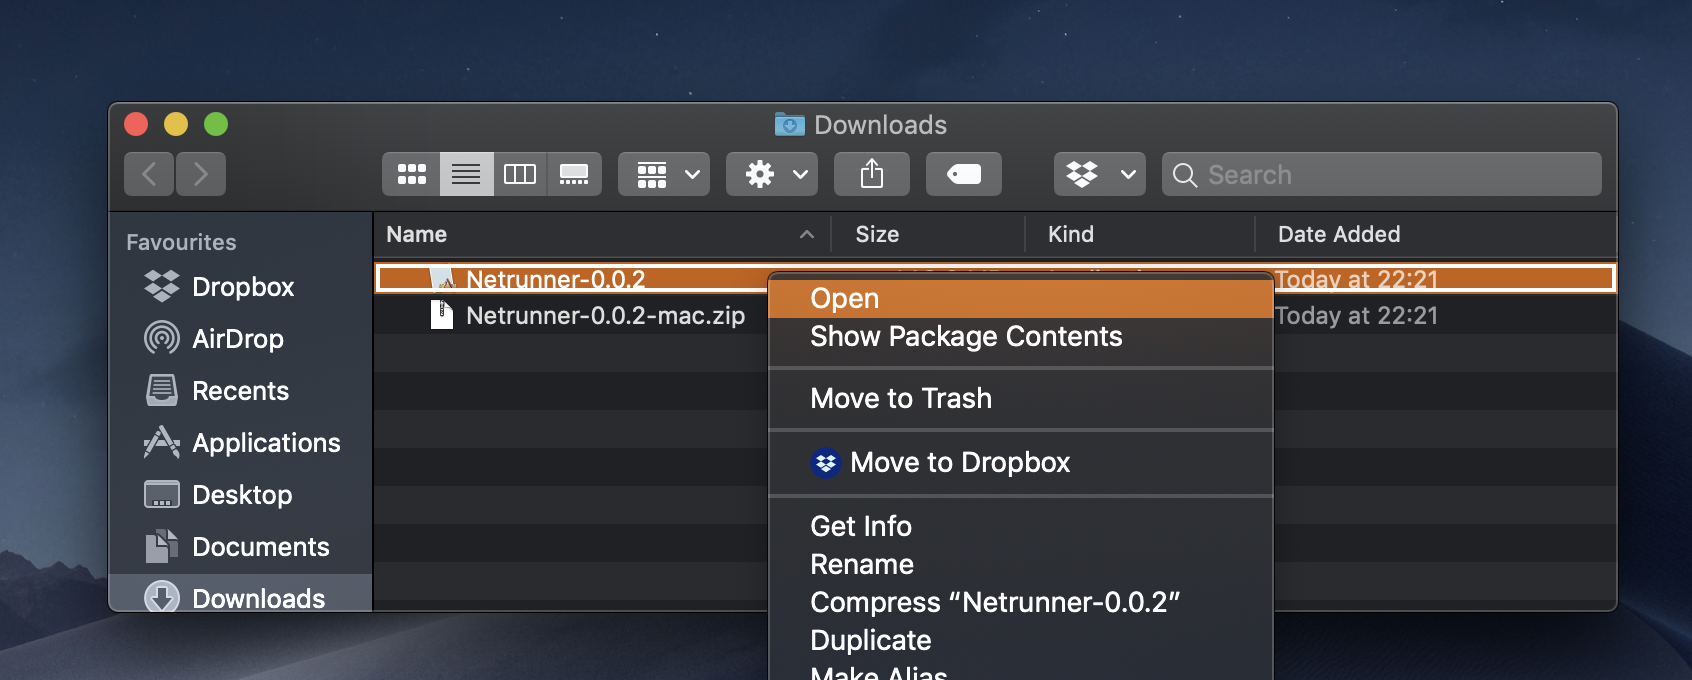 Downloads
Search
Favourites
Dropbox
AirDrop
Recents
Applications
Desktop
Documents
Downloads
Name Size Kind Date Added
Netrunner-0.0.2 Today at 22:21
Netrunner-0.0.2-mac.zip Today at 22:21
Open
Show Package Contents
Move to Trash
Move to Dropbox
Get Info
Rename
Compress “Netrunner-0.0.2”
Duplicate
Make Alias